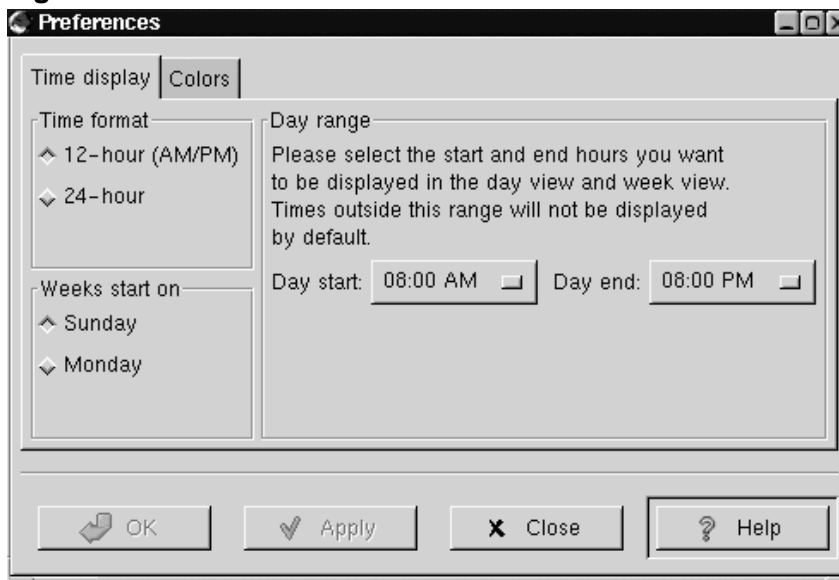 Preferences
Time display
Colors
Time format
12-hour (AM/PM)
24-hour
Weeks start on
Sunday
Monday
Day range
Please select the start and end hours you want
to be displayed in the day view and week view.
Times outside this range will not be displayed
by default.
Day start: 08:00 AM Day end: 08:00 PM
OK
Apply
Close
Help